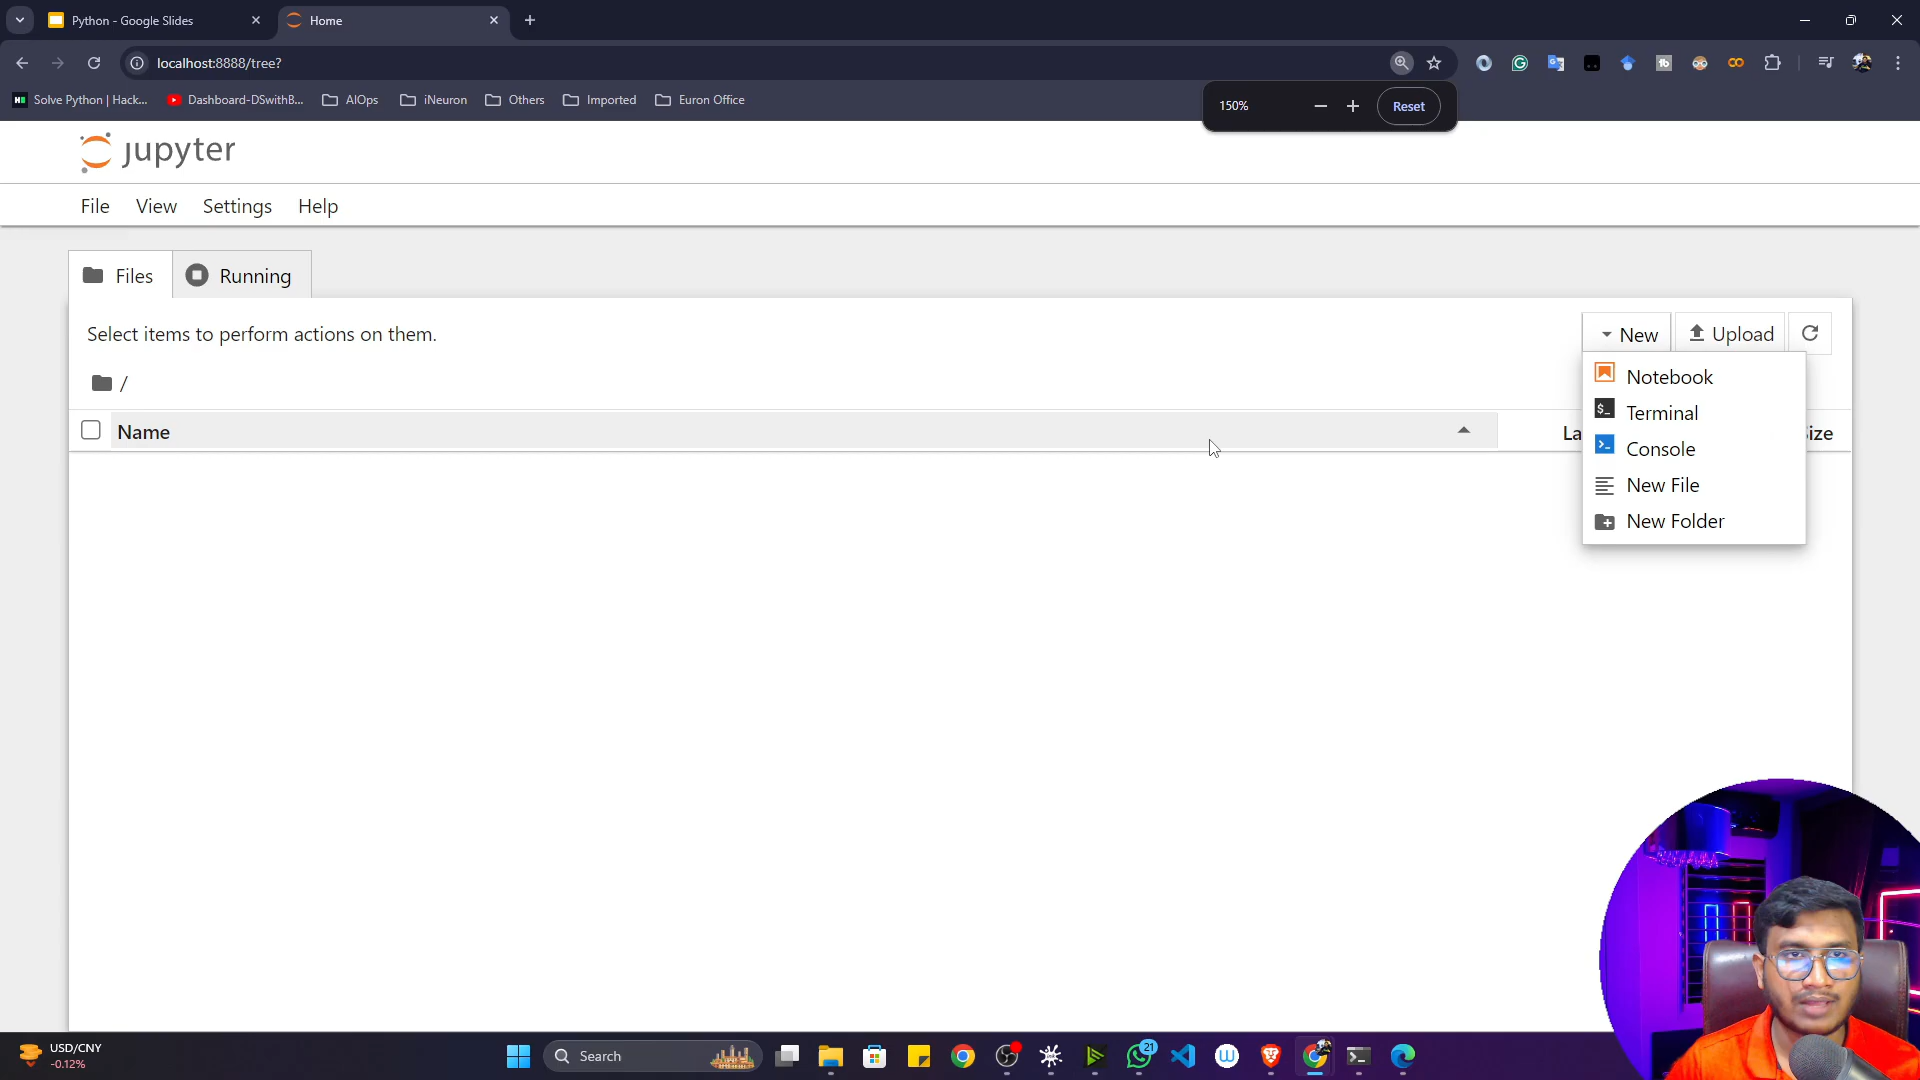 Python - Google Slides
Home
localhost:8888/tree?
Solve Python | Hack...
Dashboard-DSwithB...
AIOps
iNeuron
Others
Imported
Euron Office
150%
Reset
jupyter
File View Settings Help
Files
Running
Select items to perform actions on them.
New
Upload
/
Notebook
Terminal
Console
New File
New Folder
Name
La
ize
USD/CNY
-0.12%
Search
21